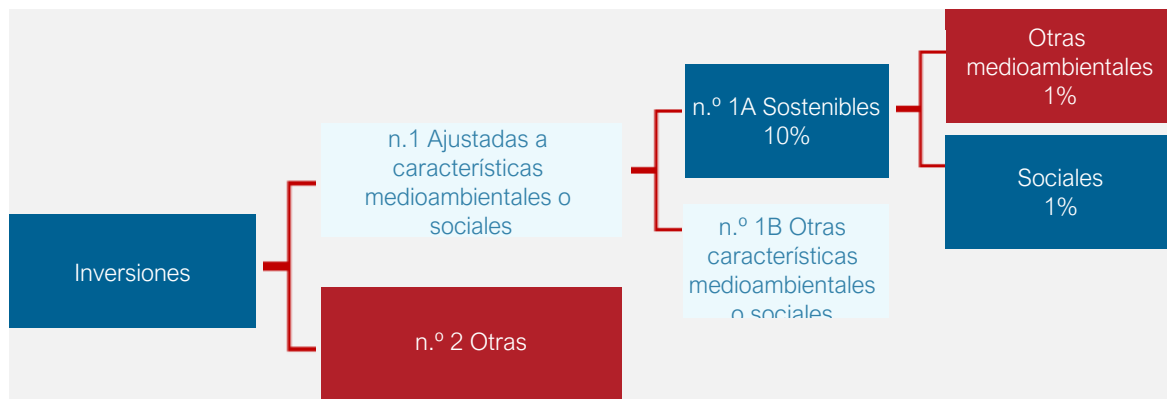 Inversiones
n.1 Ajustadas a
características
medioambientales o
sociales
n.º 2 Otras
n.º 1A Sostenibles
10%
n.º 1B Otras
características
medioambientales
o sociales
Otras
medioambientales
1%
Sociales
1%